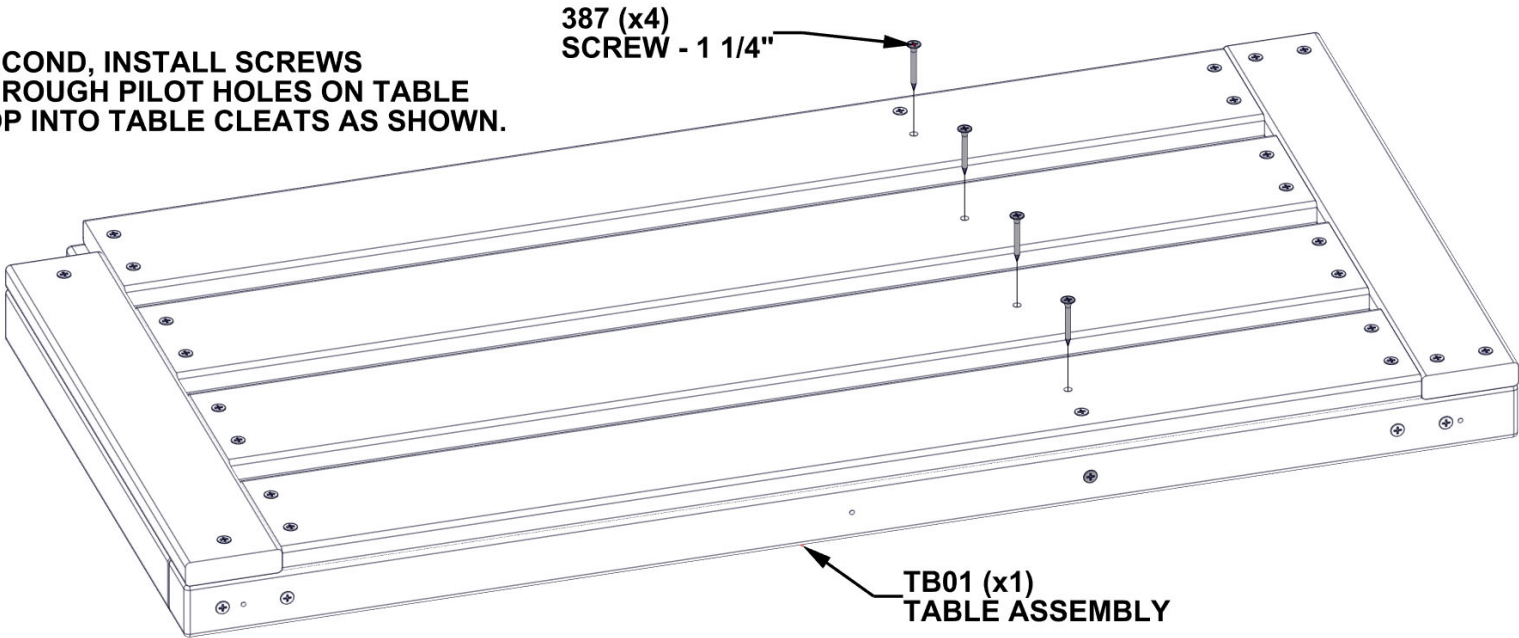 COND, INSTALL SCREWS
ROUGH PILOT HOLES ON TABLE
OP INTO TABLE CLEATS AS SHOWN.
387 (x4)
SCREW - 1 1/4"
TB01 (x1)
TABLE ASSEMBLY